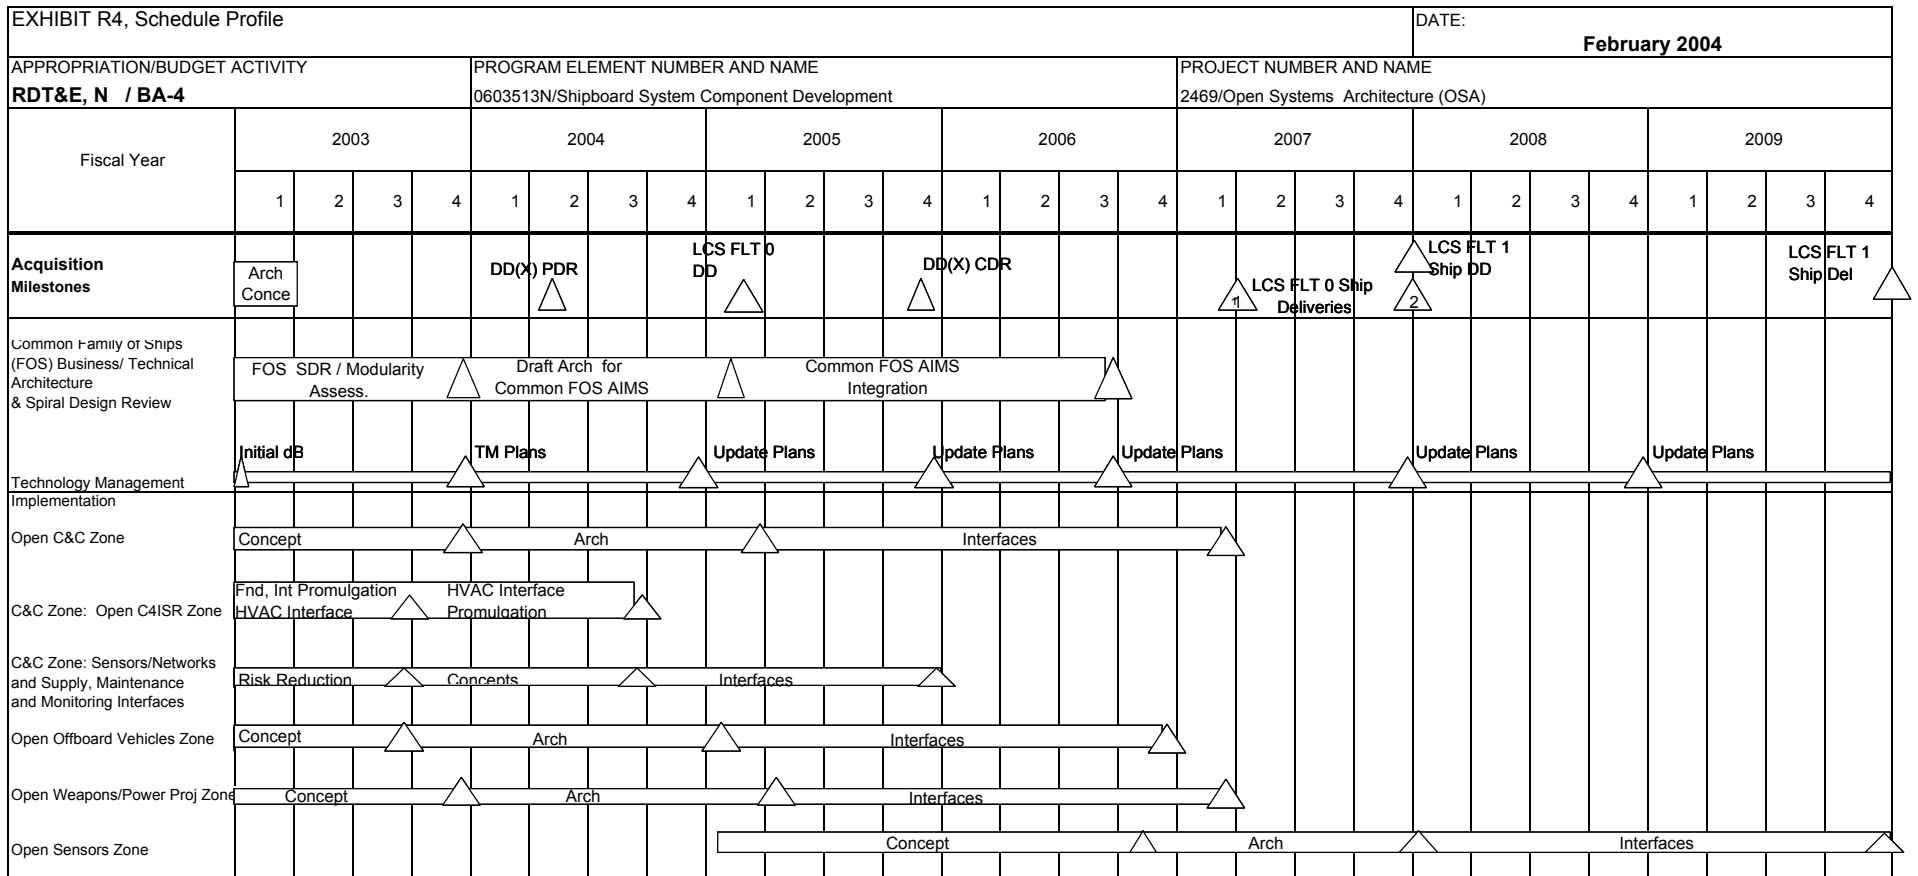 EXHIBIT R4, Schedule Profile
DATE:
February 2004
APPROPRIATION/BUDGET ACTIVITY
PROGRAM ELEMENT NUMBER AND NAME
PROJECT NUMBER AND NAME
RDT&E, N / BA-4
0603513N/Shipboard System Component Development
2469/Open Systems Architecture (OSA)
Fiscal Year
2003 2004 2005 2006 2007 2008 2009
1 2 3 4 1 2 3 4 1 2 3 4 1 2 3 4 1 2 3 4 1 2 3 4 1 2 3 4
Acquisition
Milestones
Arch
Conce
DD(X) PDR
LCS FLT 0
DD
DD(X) CDR
1
LCS FLT 0 Ship
Deliveries
2
LCS FLT 1
Ship DD
LCS FLT 1
Ship Del
Common Family of Ships
(FOS) Business/ Technical
Architecture
& Spiral Design Review
FOS SDR / Modularity
Assess.
Draft Arch for
Common FOS AIMS
Common FOS AIMS
Integration
Technology Management
Initial dB
TM Plans
Update Plans
Update Plans
Update Plans
Update Plans
Update Plans
Implementation
Open C&C Zone
Concept
Arch
Interfaces
C&C Zone: Open C4ISR Zone
Fnd, Int Promulgation
HVAC Interface
HVAC Interface
Promulgation
C&C Zone: Sensors/Networks
and Supply, Maintenance
and Monitoring Interfaces
Risk Reduction
Concepts
Interfaces
Open Offboard Vehicles Zone
Concept
Arch
Interfaces
Open Weapons/Power Proj Zone
Concept
Arch
Interfaces
Open Sensors Zone
Concept
Arch
Interfaces